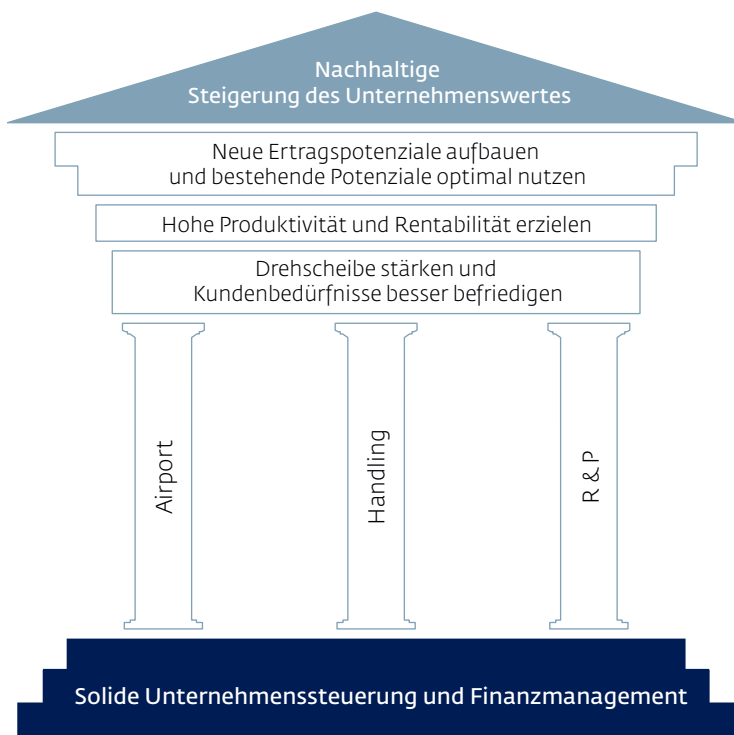 Nachhaltige
Steigerung des Unternehmenswertes
Neue Ertragspotenziale aufbauen
und bestehende Potenziale optimal nutzen
Hohe Produktivität und Rentabilität erzielen
Drehscheibe stärken und
Kundenbedürfnisse besser befriedigen
Airport
Handling
R & P
Solide Unternehmenssteuerung und Finanzmanagement